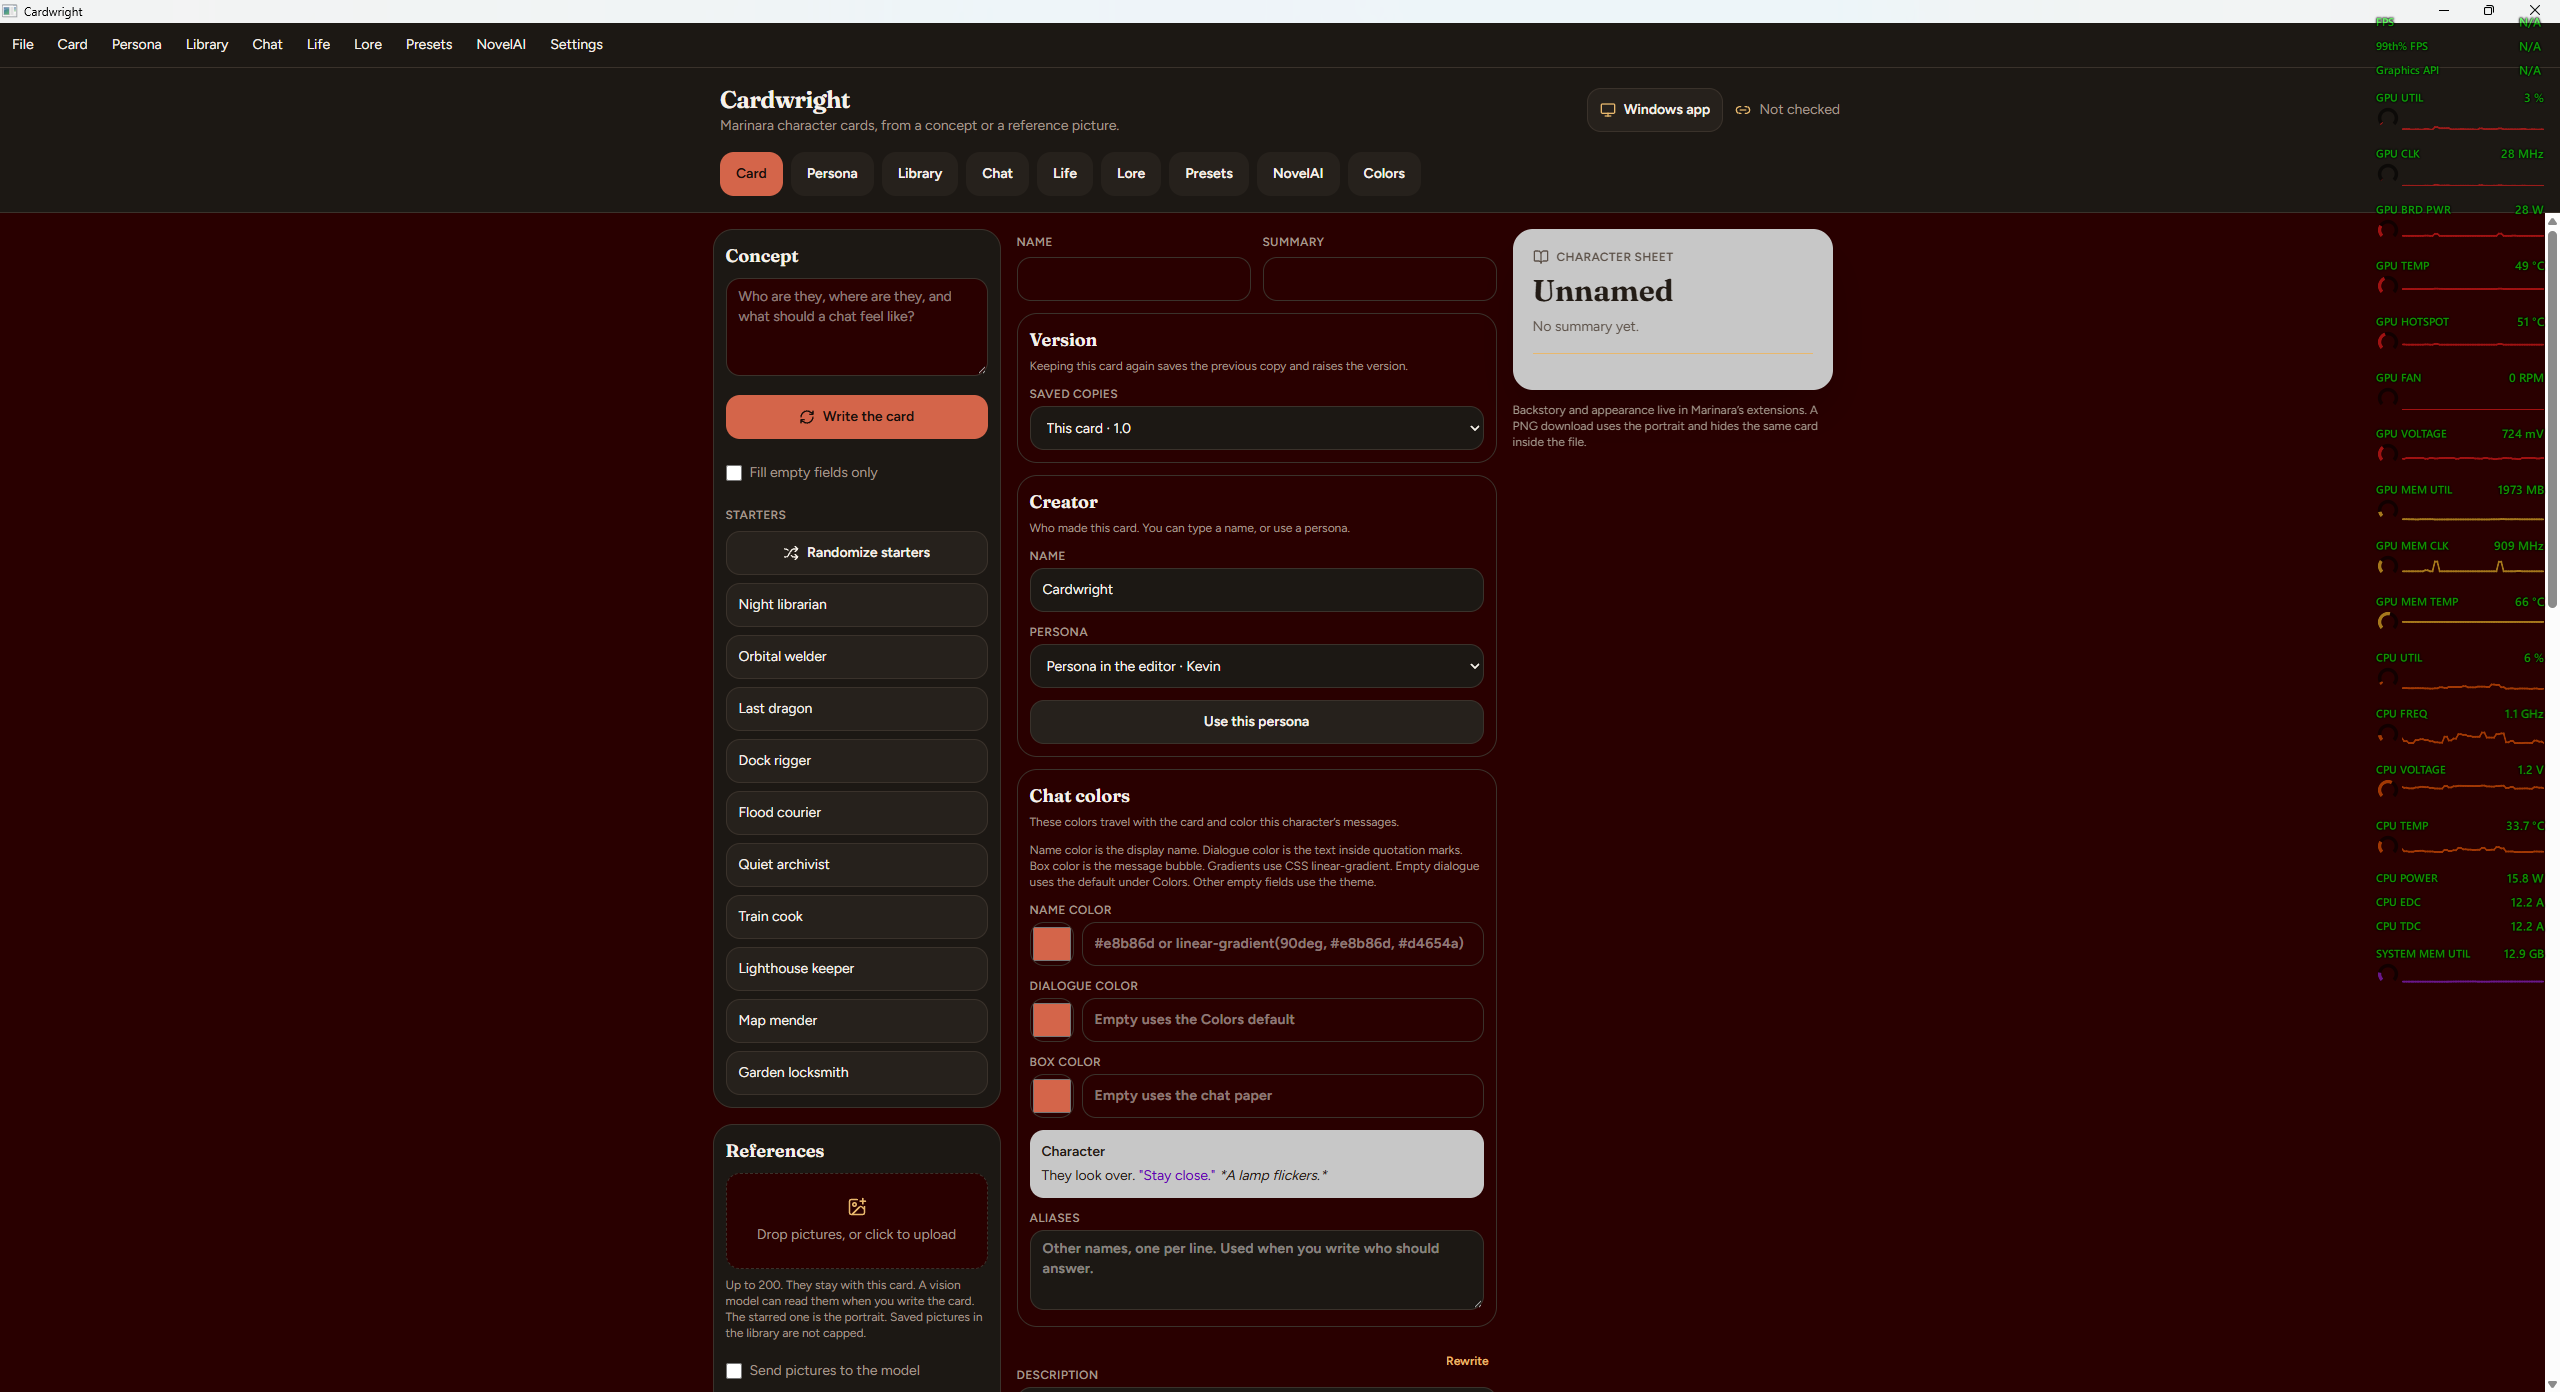 Cardwright
File Card Persona Library Chat Life Lore Presets NovelAI Settings
Cardwright
Marinara character cards, from a concept or a reference picture.
Windows app
Not checked
Card Persona Library Chat Life Lore Presets NovelAI Colors
Concept
Who are they, where are they, and
what should a chat feel like?
Write the card
Fill empty fields only
STARTERS
Randomize starters
Night librarian
Orbital welder
Last dragon
Dock rigger
Flood courier
Quiet archivist
Train cook
Lighthouse keeper
Map mender
Garden locksmith
References
Drop pictures, or click to upload
Up to 200. They stay with this card. A vision
model can read them when you write the card.
The starred one is the portrait. Saved pictures in
the library are not capped.
Send pictures to the model
NAME
SUMMARY
Version
Keeping this card again saves the previous copy and raises the version.
SAVED COPIES
This card · 1.0
Creator
Who made this card. You can type a name, or use a persona.
NAME
Cardwright
PERSONA
Persona in the editor · Kevin
Use this persona
Chat colors
These colors travel with the card and color this character's messages.
Name color is the display name. Dialogue color is the text inside quotation marks.
Box color is the message bubble. Gradients use CSS linear-gradient. Empty dialogue
uses the default under Colors. Other empty fields use the theme.
NAME COLOR
#e8b86d or linear-gradient(90deg, #e8b86d, #d4654a)
DIALOGUE COLOR
Empty uses the Colors default
BOX COLOR
Empty uses the chat paper
Character
They look over. "Stay close." *A lamp flickers.*
ALIASES
Other names, one per line. Used when you write who should
answer.
Rewrite
DESCRIPTION
CHARACTER SHEET
Unnamed
No summary yet.
Backstory and appearance live in Marinara's extensions. A
PNG download uses the portrait and hides the same card
inside the file.
FPS N/A
99th% FPS N/A
Graphics API N/A
GPU UTIL 3 %
GPU CLK 28 MHz
GPU BRD PWR 28 W
GPU TEMP 49 °C
GPU HOTSPOT 51 °C
GPU FAN 0 RPM
GPU VOLTAGE 724 mV
GPU MEM UTIL 1973 MB
GPU MEM CLK 909 MHz
GPU MEM TEMP 66 °C
CPU UTIL 6 %
CPU FREQ 1.1 GHz
CPU VOLTAGE 1.2 V
CPU TEMP 33.7 °C
CPU POWER 15.8 W
CPU EDC 12.2 A
CPU TDC 12.2 A
SYSTEM MEM UTIL 12.9 GB